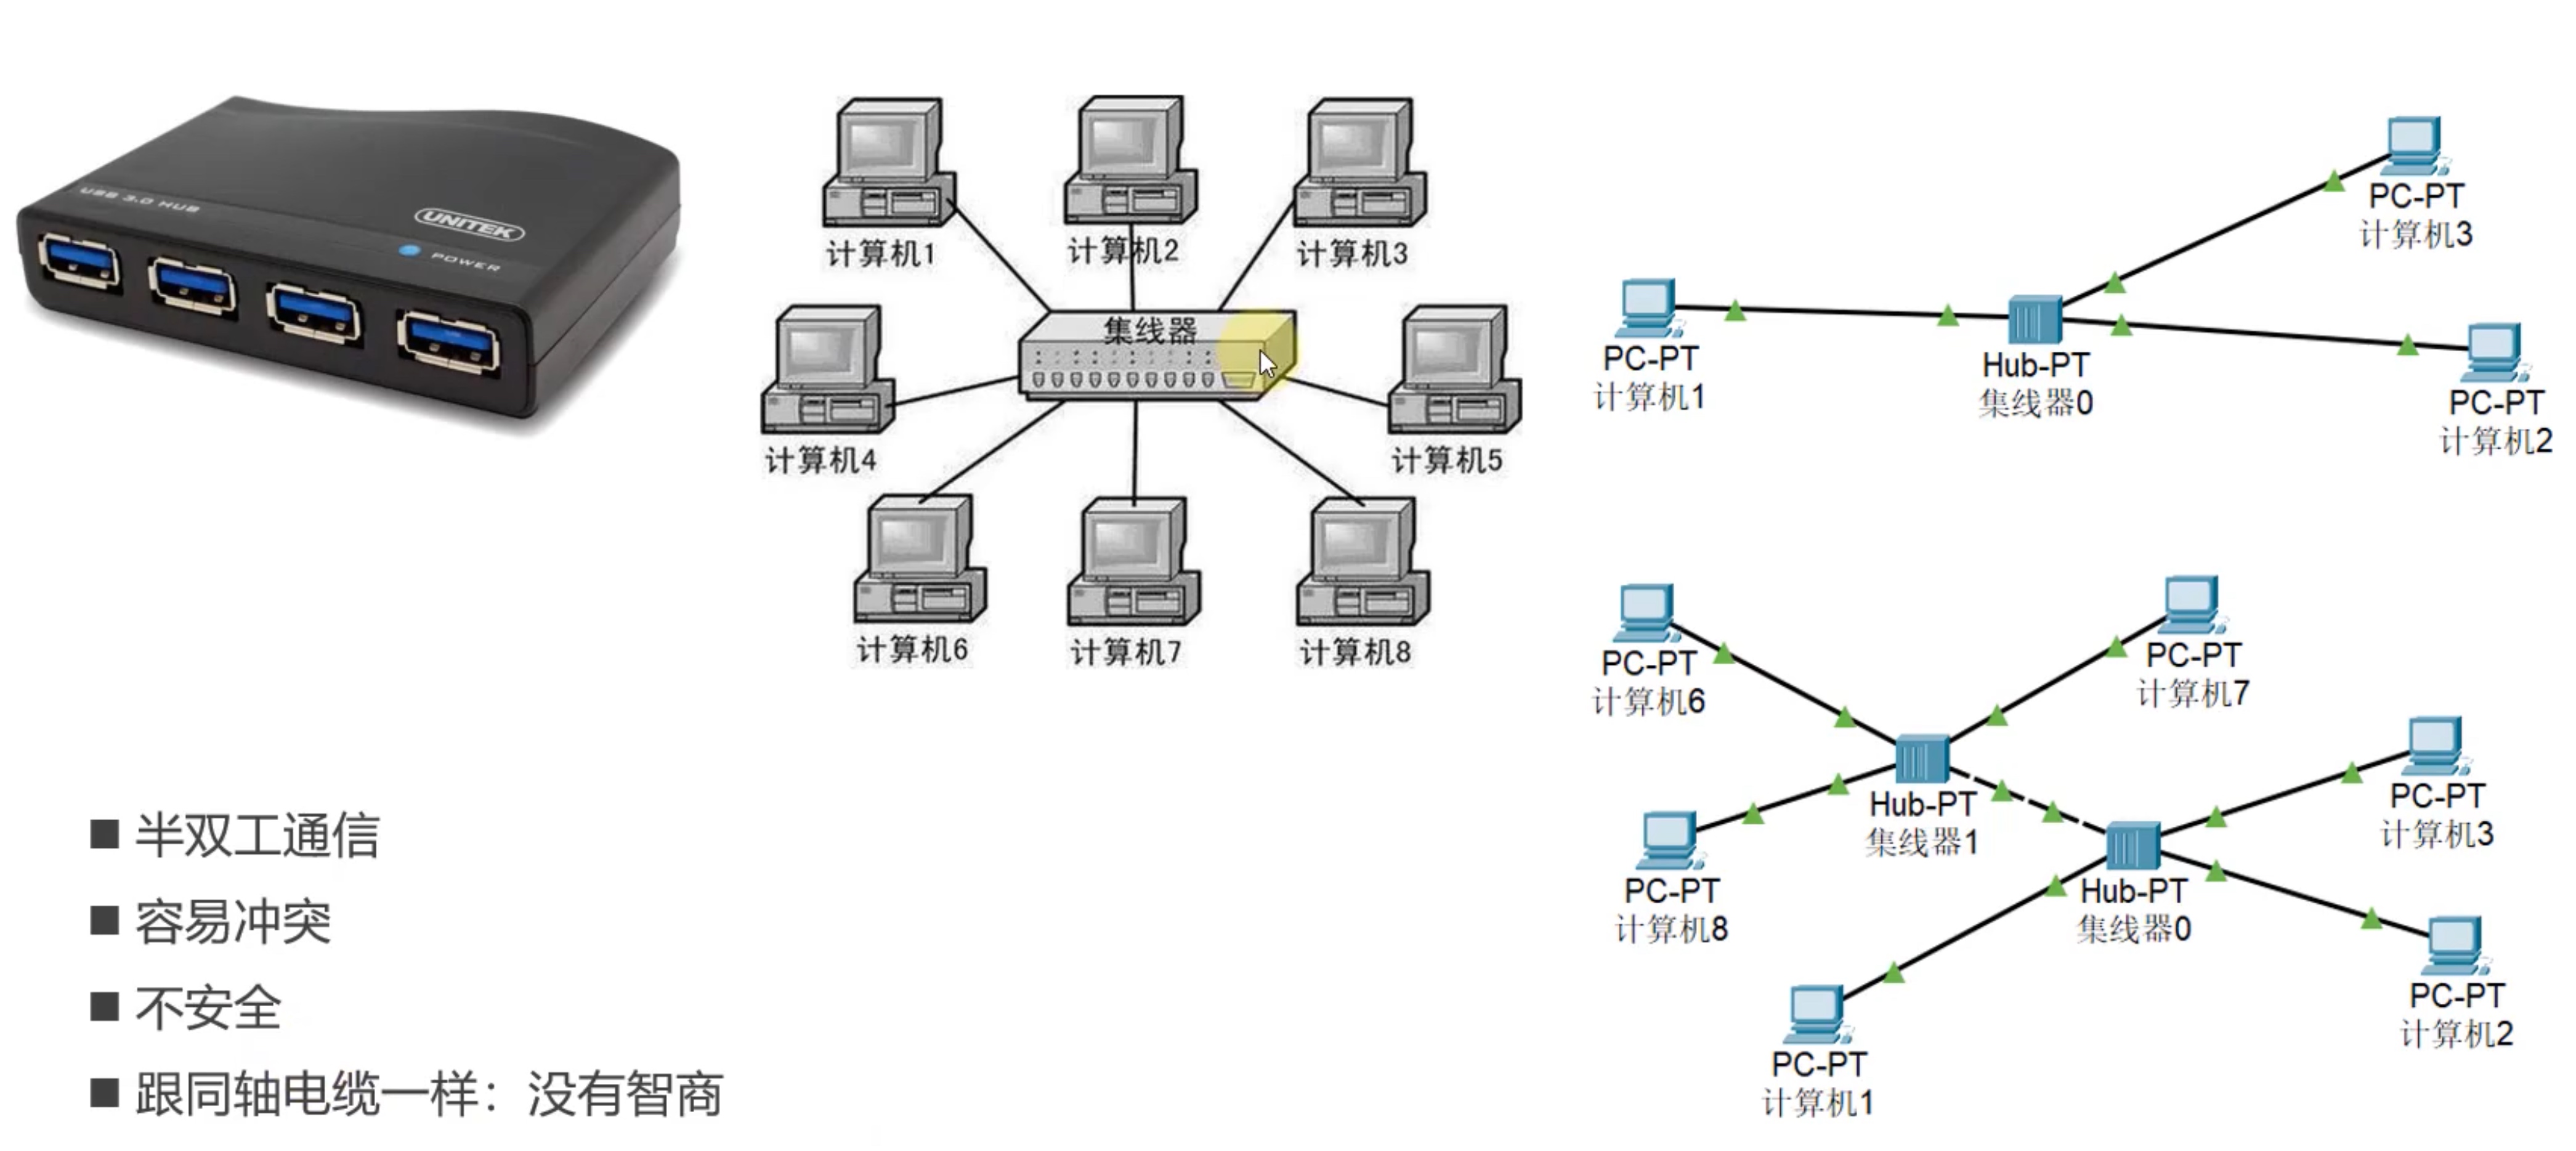 USB 3.0 HUB
UNITEK
POWER
计算机1
计算机2
计算机3
集线器
计算机4
计算机5
计算机6
计算机7
计算机8
PC-PT
计算机3
PC-PT
计算机1
Hub-PT
集线器0
PC-PT
计算机2
PC-PT
计算机6
PC-PT
计算机7
Hub-PT
集线器1
PC-PT
计算机3
PC-PT
计算机8
Hub-PT
集线器0
PC-PT
计算机2
PC-PT
计算机1
■ 半双工通信
■ 容易冲突
■ 不安全
■ 跟同轴电缆一样：没有智商